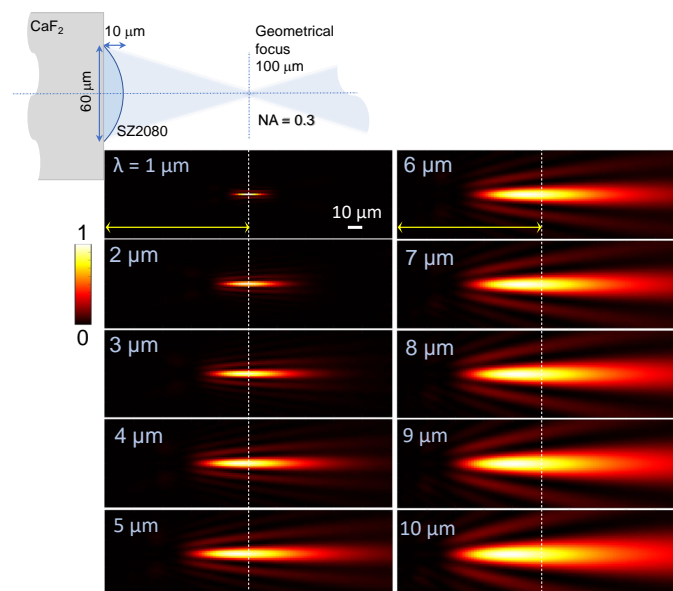 CaF₂
10 μm
60 μm
SZ2080
Geometrical
focus
100 μm
NA = 0.3
λ = 1 μm
10 μm
2 μm
3 μm
4 μm
5 μm
6 μm
7 μm
8 μm
9 μm
10 μm
1
0